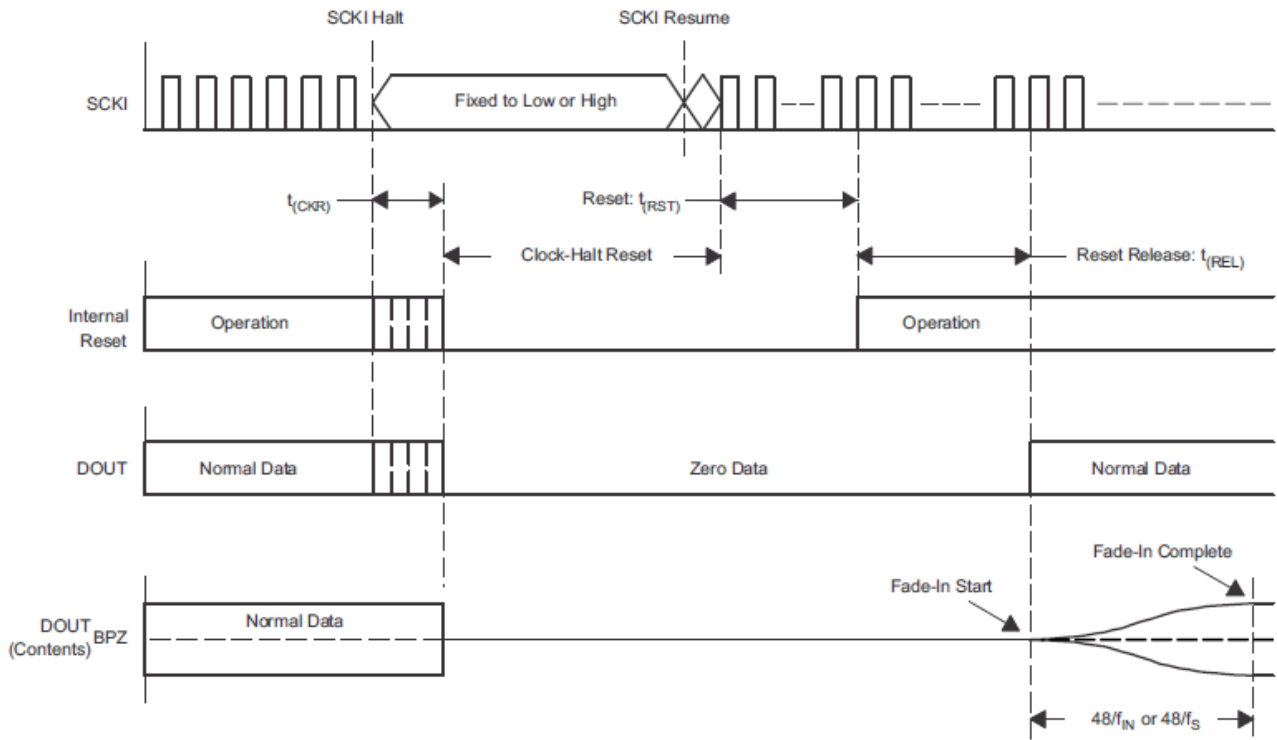 SCKI Halt
SCKI Resume
SCKI
Fixed to Low or High
t(CKR)
Reset: t(RST)
Clock-Halt Reset
Reset Release: t(REL)
Internal
Reset
Operation
Operation
DOUT
Normal Data
Zero Data
Normal Data
Fade-In Complete
Fade-In Start
DOUT
(Contents)
BPZ
Normal Data
48/fIN or 48/fS